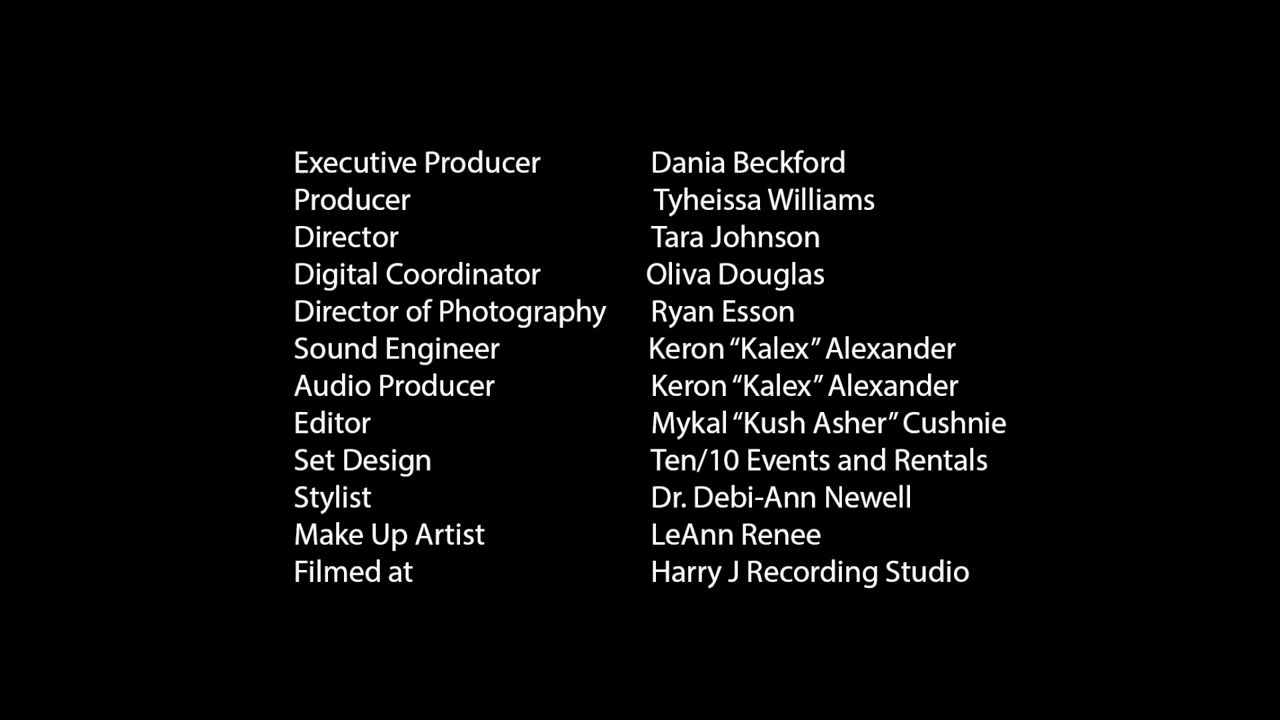 Executive Producer Dania Beckford
Producer Tyheissa Williams
Director Tara Johnson
Digital Coordinator Oliva Douglas
Director of Photography Ryan Esson
Sound Engineer Keron “Kalex” Alexander
Audio Producer Keron “Kalex” Alexander
Editor Mykal “Kush Asher” Cushnie
Set Design Ten/10 Events and Rentals
Stylist Dr. Debi-Ann Newell
Make Up Artist LeAnn Renee
Filmed at Harry J Recording Studio